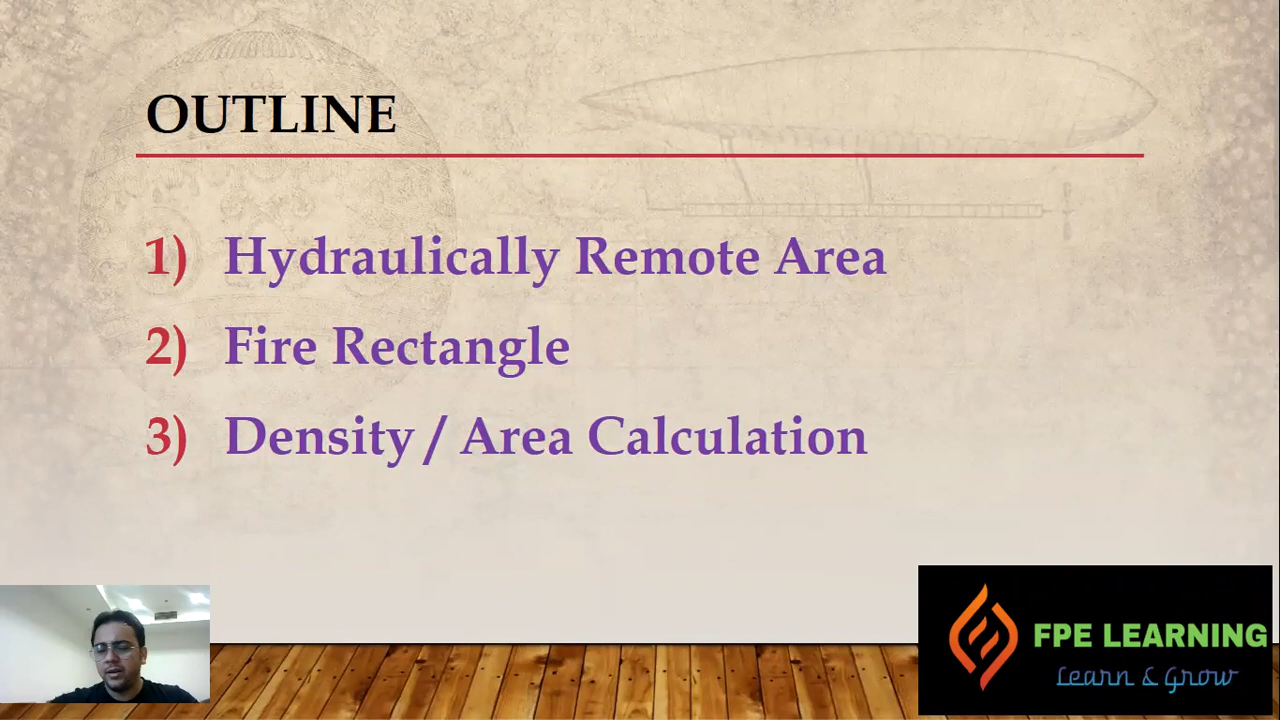 OUTLINE
1) Hydraulically Remote Area
2) Fire Rectangle
3) Density / Area Calculation
FPE LEARNING
Learn & Grow